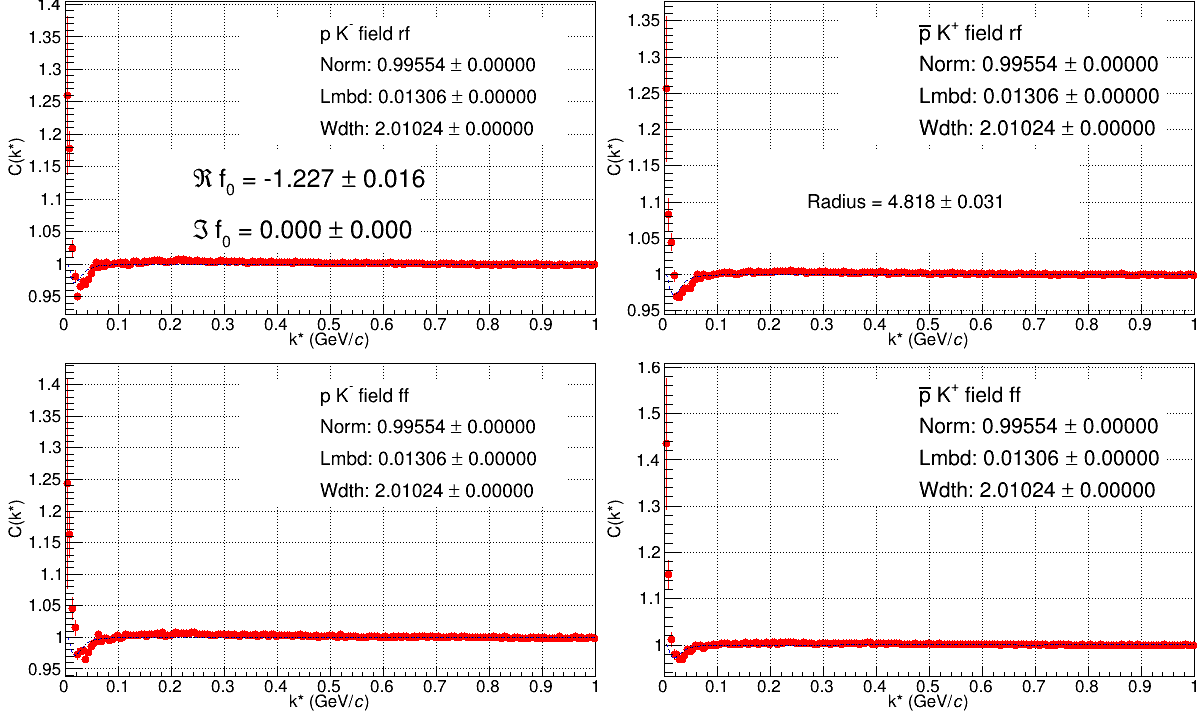 p K⁻ field rf
Norm: 0.99554 ± 0.00000
Lmbd: 0.01306 ± 0.00000
Wdth: 2.01024 ± 0.00000
ℜ f₀ = -1.227 ± 0.016
ℑ f₀ = 0.000 ± 0.000
C(k*)
1.4
1.35
1.3
1.25
1.2
1.15
1.1
1.05
1
0.95
0 0.1 0.2 0.3 0.4 0.5 0.6 0.7 0.8 0.9 1
k* (GeV/c)
p̅ K⁺ field rf
Norm: 0.99554 ± 0.00000
Lmbd: 0.01306 ± 0.00000
Wdth: 2.01024 ± 0.00000
Radius = 4.818 ± 0.031
C(k*)
1.35
1.3
1.25
1.2
1.15
1.1
1.05
1
0.95
0 0.1 0.2 0.3 0.4 0.5 0.6 0.7 0.8 0.9 1
k* (GeV/c)
p K⁻ field ff
Norm: 0.99554 ± 0.00000
Lmbd: 0.01306 ± 0.00000
Wdth: 2.01024 ± 0.00000
C(k*)
1.4
1.35
1.3
1.25
1.2
1.15
1.1
1.05
1
0.95
0 0.1 0.2 0.3 0.4 0.5 0.6 0.7 0.8 0.9 1
k* (GeV/c)
p̅ K⁺ field ff
Norm: 0.99554 ± 0.00000
Lmbd: 0.01306 ± 0.00000
Wdth: 2.01024 ± 0.00000
C(k*)
1.6
1.5
1.4
1.3
1.2
1.1
1
0 0.1 0.2 0.3 0.4 0.5 0.6 0.7 0.8 0.9 1
k* (GeV/c)